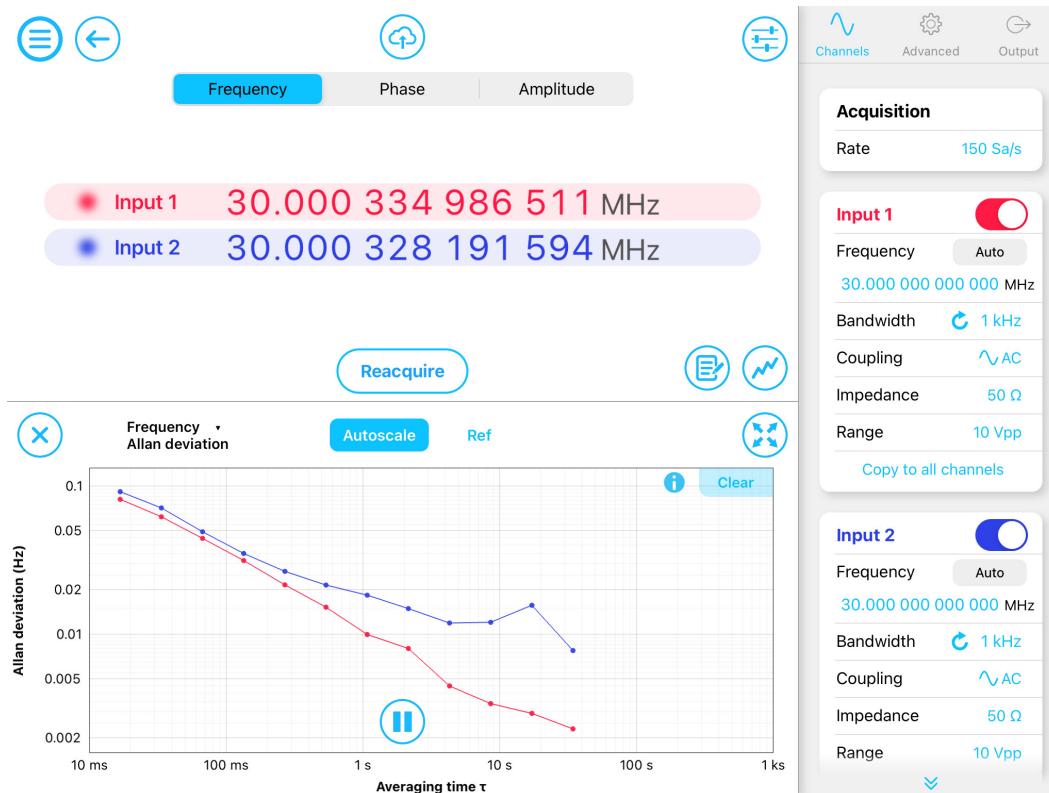 Frequency Phase Amplitude
Input 1 30.000 334 986 511 MHz
Input 2 30.000 328 191 594 MHz
Reacquire
Frequency ▾
Allan deviation
Autoscale Ref
Clear
Allan deviation (Hz)
0.1
0.05
0.02
0.01
0.005
0.002
10 ms 100 ms 1 s 10 s 100 s 1 ks
Averaging time τ
Channels Advanced Output
Acquisition
Rate 150 Sa/s
Input 1
Frequency Auto
30.000 000 000 000 MHz
Bandwidth 1 kHz
Coupling AC
Impedance 50 Ω
Range 10 Vpp
Copy to all channels
Input 2
Frequency Auto
30.000 000 000 000 MHz
Bandwidth 1 kHz
Coupling AC
Impedance 50 Ω
Range 10 Vpp